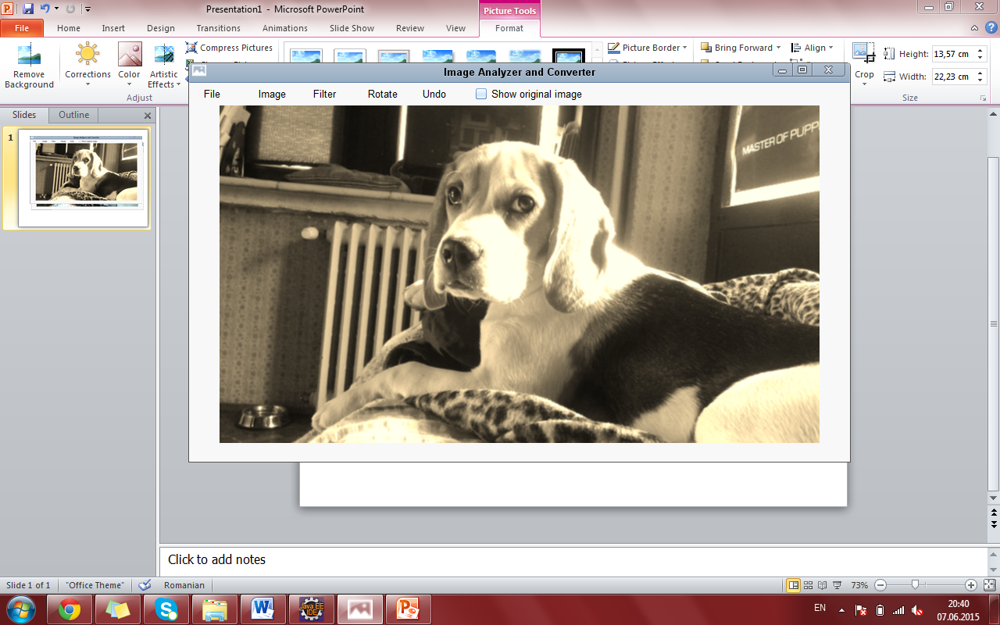 Presentation1 - Microsoft PowerPoint
Picture Tools
File Home Insert Design Transitions Animations Slide Show Review View Format
Remove Background
Corrections
Color
Artistic Effects
Compress Pictures
Adjust
Picture Border
Bring Forward
Align
Crop
Height: 13,57 cm
Width: 22,23 cm
Size
Image Analyzer and Converter
File Image Filter Rotate Undo Show original image
MASTER OF PUPP
Slides Outline
1
Click to add notes
Slide 1 of 1 "Office Theme" Romanian 73%
Java EE
IDE
EN
20:40
07.06.2015